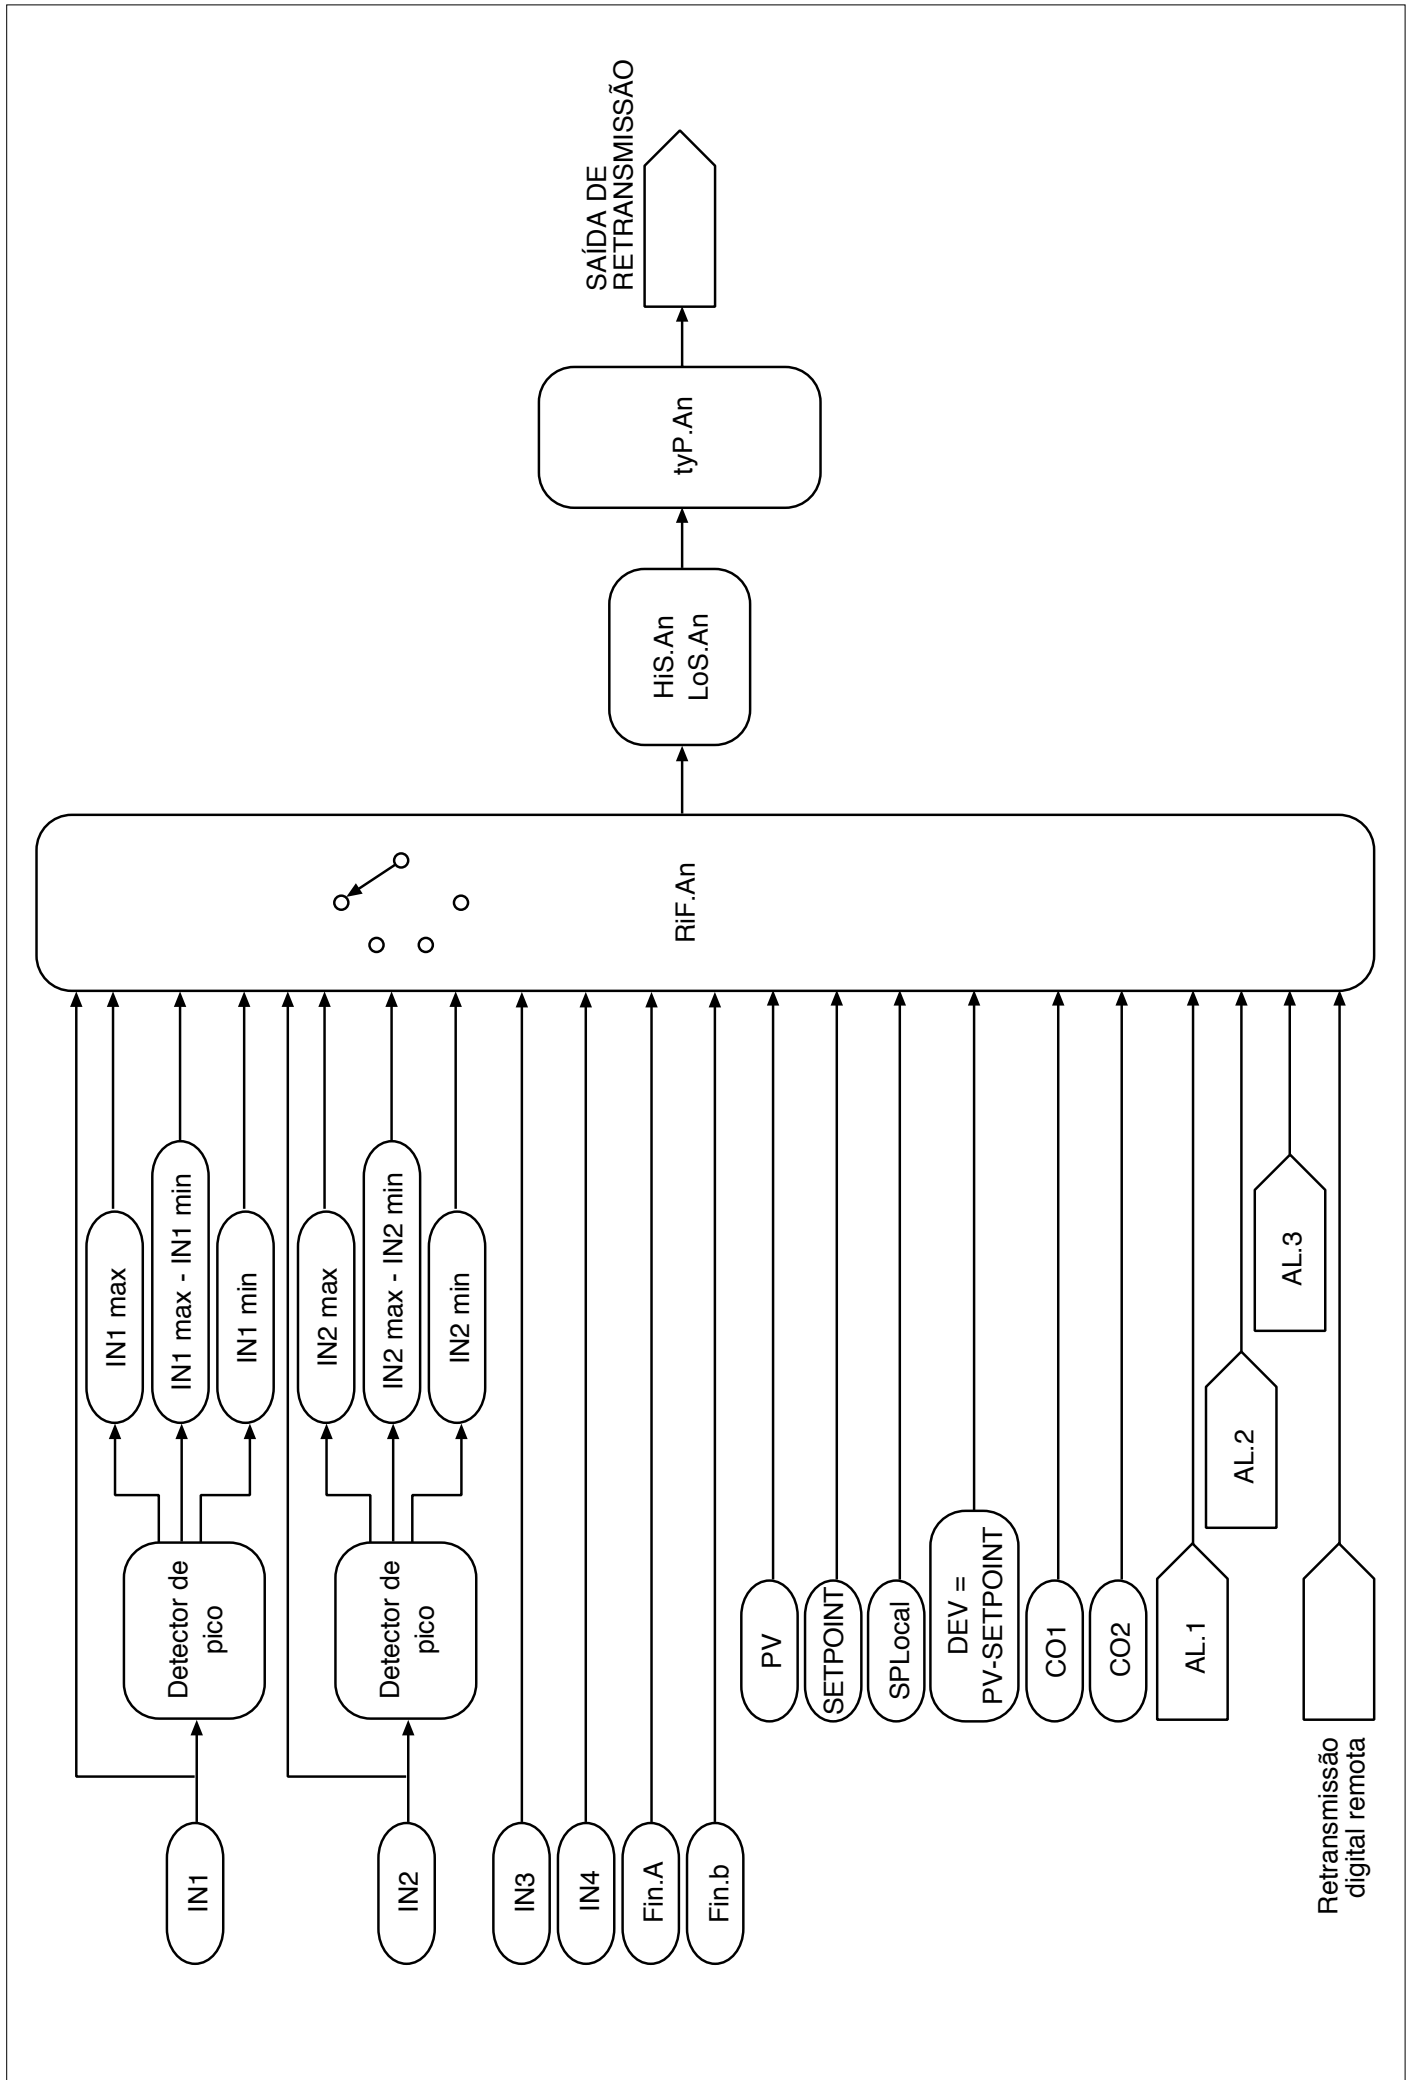 IN1
Detector de
pico
IN1 max
IN1 max - IN1 min
IN1 min
IN2
Detector de
pico
IN2 max
IN2 max - IN2 min
IN2 min
IN3
IN4
Fin.A
Fin.b
PV
SETPOINT
SPLocal
DEV =
PV-SETPOINT
CO1
CO2
AL.1
AL.2
AL.3
Retransmissão
digital remota
RiF.An
HiS.An
LoS.An
tyP.An
SAÍDA DE
RETRANSMISSÃO